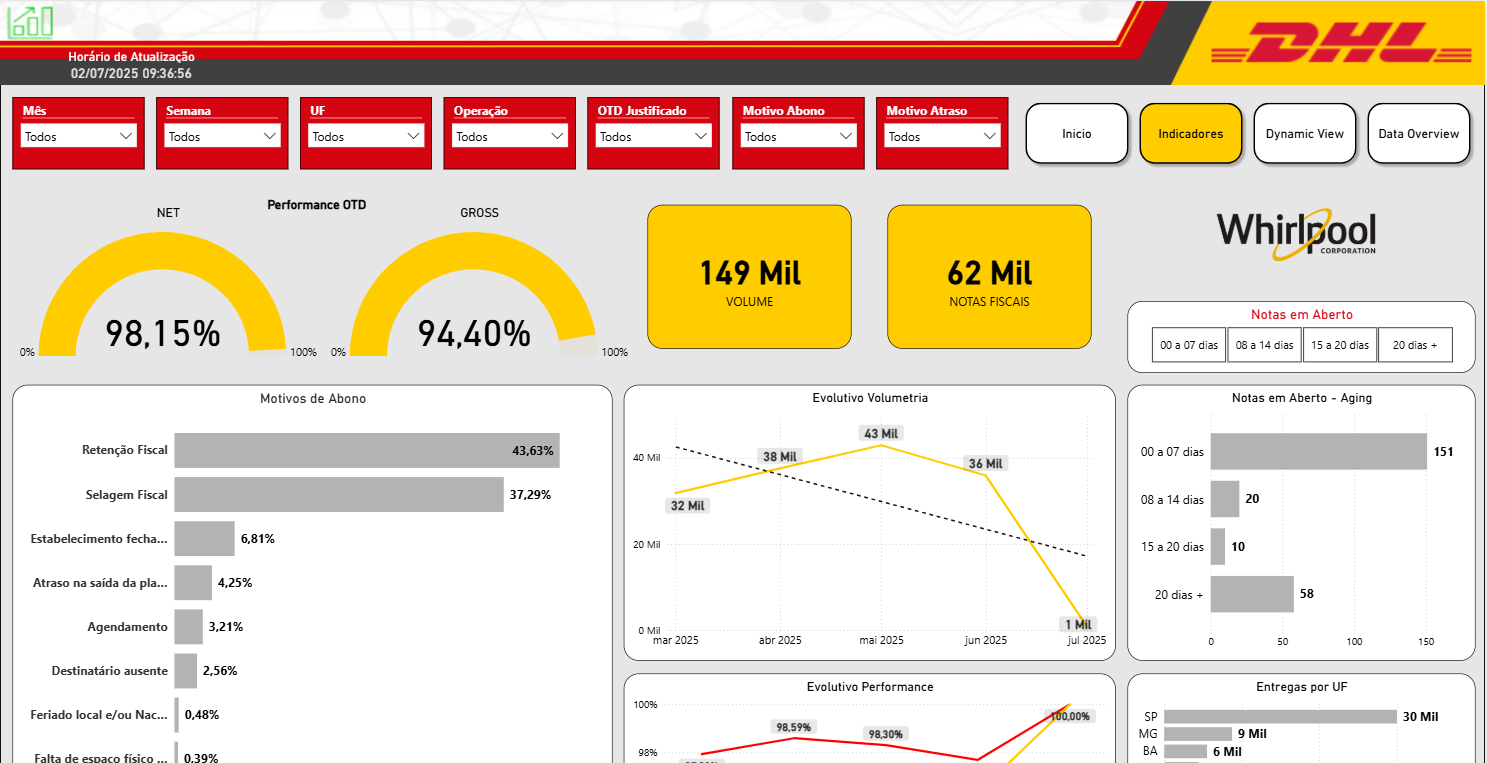 Horário de Atualização
02/07/2025 09:36:56
DHL
Mês
Todos
Semana
Todos
UF
Todos
Operação
Todos
OTD Justificado
Todos
Motivo Abono
Todos
Motivo Atraso
Todos
Inicio
Indicadores
Dynamic View
Data Overview
Performance OTD
NET
98,15%
0%
100%
GROSS
94,40%
0%
100%
149 Mil
VOLUME
62 Mil
NOTAS FISCAIS
Whirlpool
CORPORATION
Notas em Aberto
00 a 07 dias
08 a 14 dias
15 a 20 dias
20 dias +
Motivos de Abono
Retenção Fiscal 43,63%
Selagem Fiscal 37,29%
Estabelecimento fecha... 6,81%
Atraso na saída da pla... 4,25%
Agendamento 3,21%
Destinatário ausente 2,56%
Feriado local e/ou Nac... 0,48%
Falta de espaço físico ... 0,39%
Evolutivo Volumetria
40 Mil
20 Mil
0 Mil
32 Mil
38 Mil
43 Mil
36 Mil
1 Mil
mar 2025
abr 2025
mai 2025
jun 2025
jul 2025
Notas em Aberto - Aging
00 a 07 dias 151
08 a 14 dias 20
15 a 20 dias 10
20 dias + 58
0
50
100
150
Evolutivo Performance
100%
98%
98,59%
98,30%
100,00%
Entregas por UF
SP 30 Mil
MG 9 Mil
BA 6 Mil